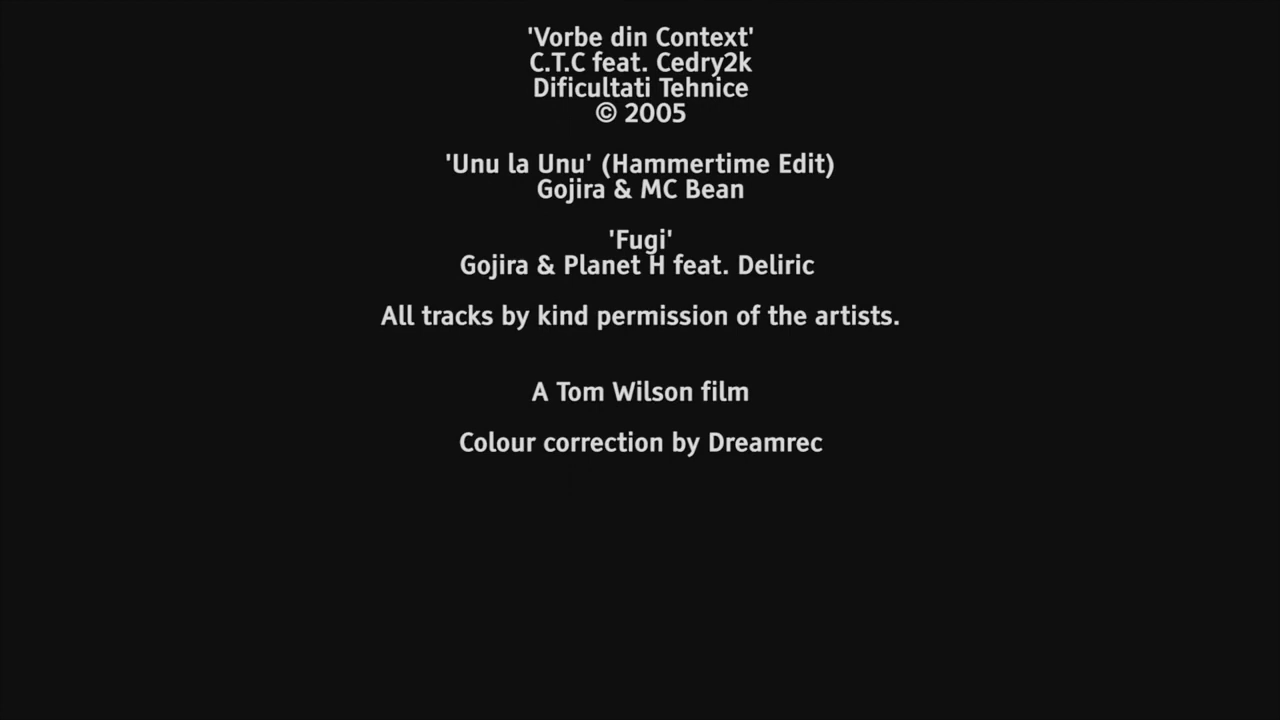 'Vorbe din Context'
C.T.C feat. Cedry2k
Dificultati Tehnice
© 2005
'Unu la Unu' (Hammertime Edit)
Gojira & MC Bean
'Fugi'
Gojira & Planet H feat. Deliric
All tracks by kind permission of the artists.
A Tom Wilson film
Colour correction by Dreamrec